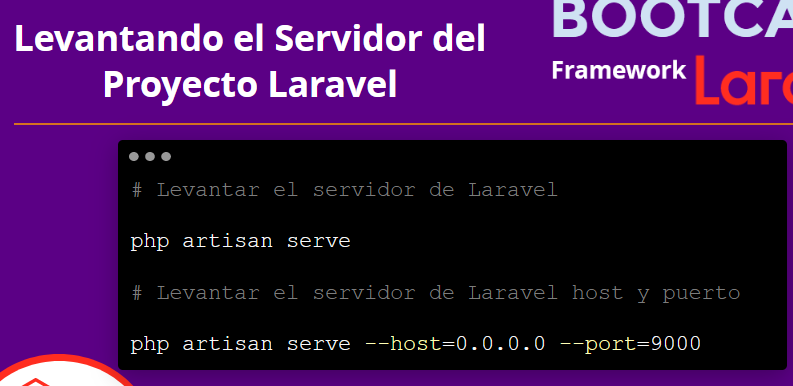 Levantando el Servidor del
Proyecto Laravel
BOOTCA
Framework
Lara
# Levantar el servidor de Laravel
php artisan serve
# Levantar el servidor de Laravel host y puerto
php artisan serve --host=0.0.0.0 --port=9000